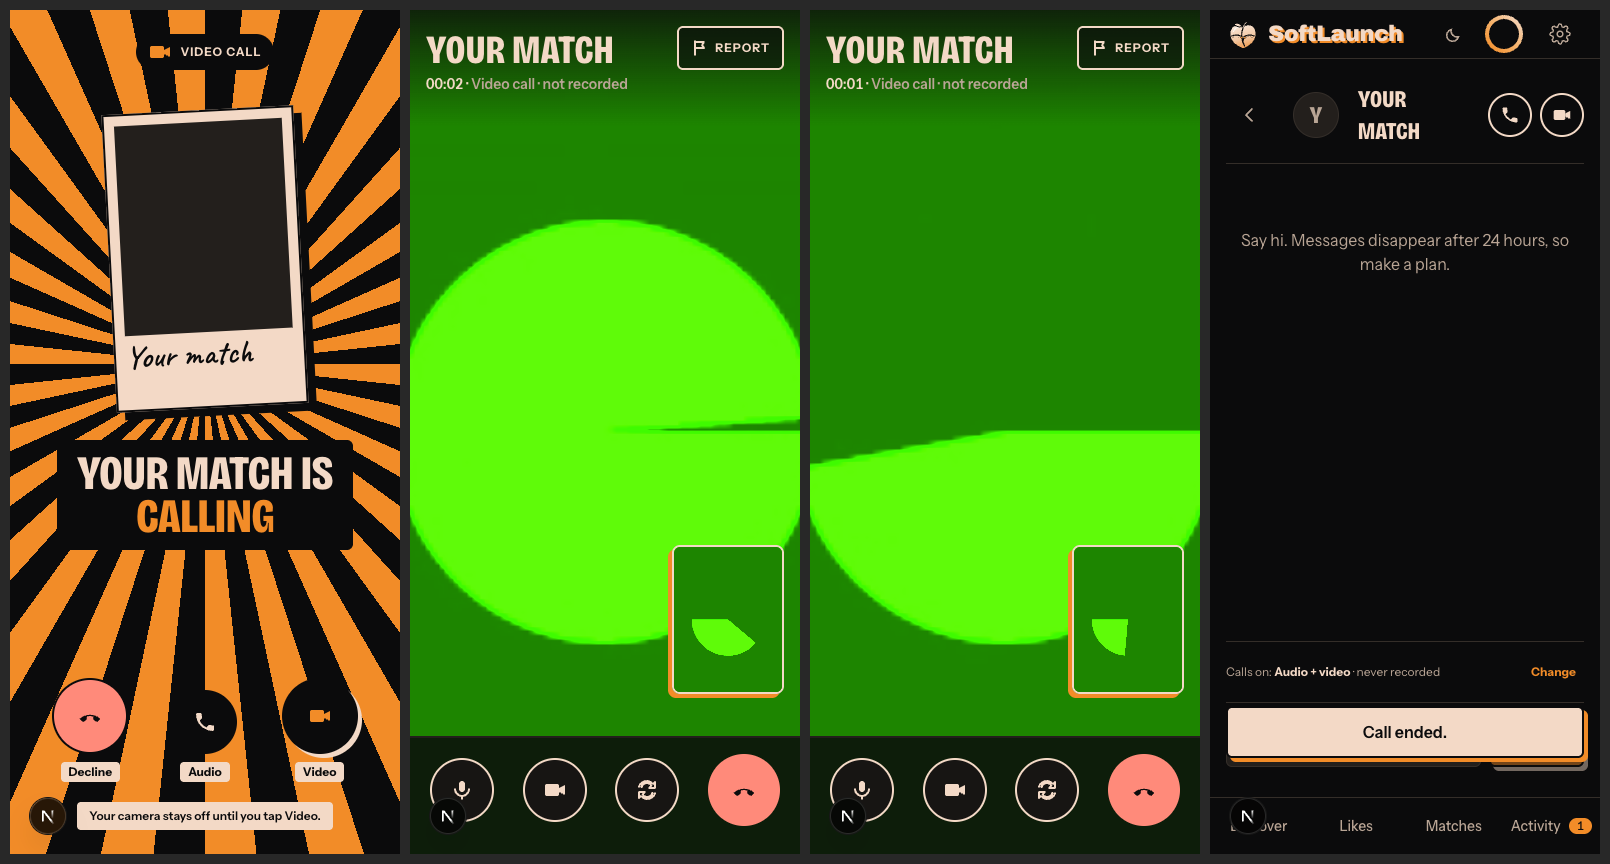 VIDEO CALL
Your match
YOUR MATCH IS
CALLING
Decline
Audio
Video
N
Your camera stays off until you tap Video.
YOUR MATCH
REPORT
00:02 · Video call · not recorded
N
YOUR MATCH
REPORT
00:01 · Video call · not recorded
N
SoftLaunch
Y
YOUR
MATCH
Say hi. Messages disappear after 24 hours, so
make a plan.
Calls on: Audio + video · never recorded
Change
Call ended.
N
Likes
Matches
Activity
1